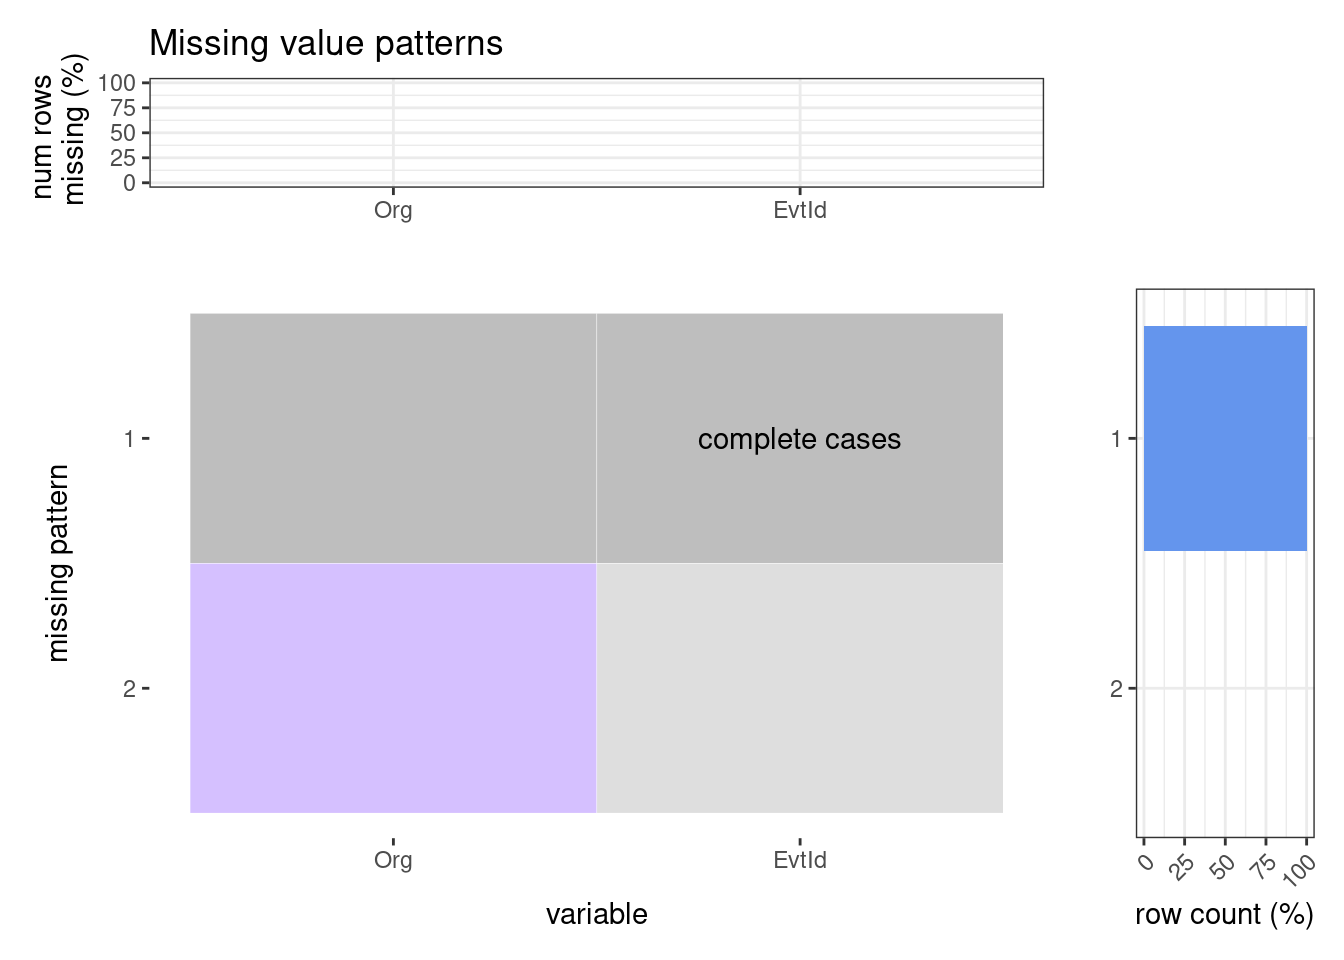 Missing value patterns
num rows
missing (%)
100
75
50
25
0
Org EvtId
missing pattern
1
complete cases
2
Org EvtId
variable
1
2
0 25 50 75 100
row count (%)